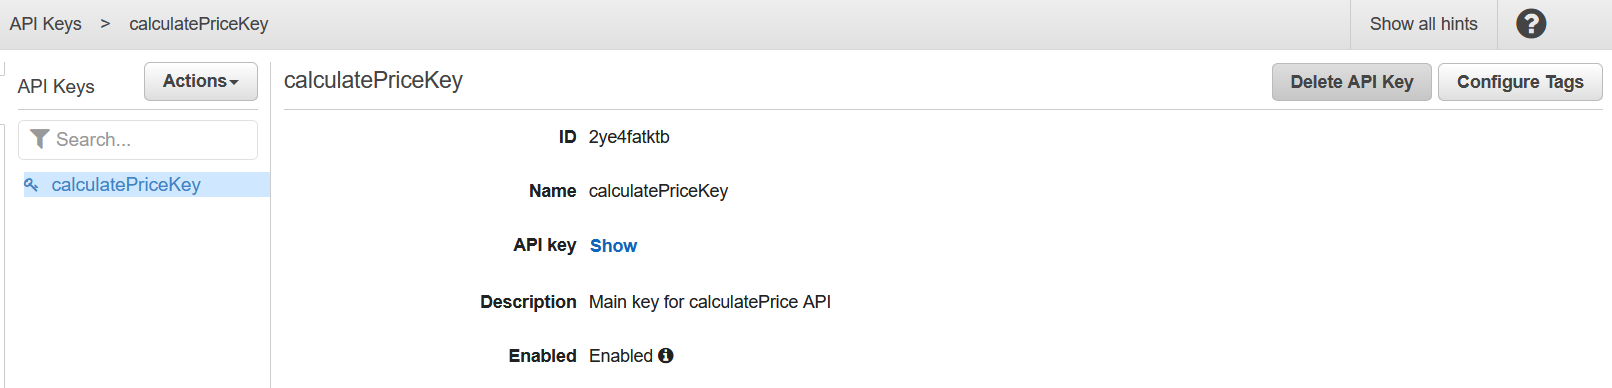 API Keys > calculatePriceKey Show all hints ?
API Keys Actions
calculatePriceKey Delete API Key Configure Tags
Search...
calculatePriceKey
ID 2ye4fatktb
Name calculatePriceKey
API key Show
Description Main key for calculatePrice API
Enabled Enabled